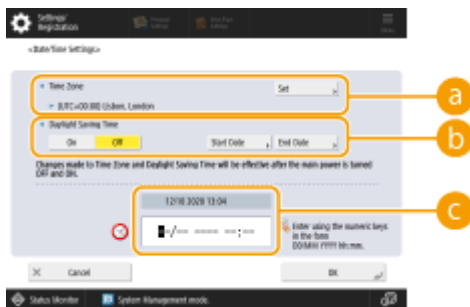 Settings/
Registration
Menu
<Date/Time Settings>
Time Zone
Set
(UTC+00:00) Lisbon, London
Daylight Saving Time
On
Off
Start Date
End Date
Changes made to Time Zone and Daylight Saving Time will be effective after the main power is turned
OFF and ON.
12/10 2020 13:04
--/-- ---- --:--
Enter using the numeric keys
in the form
DD/MM YYYY hh:mm.
Cancel
OK
Status Monitor
System Management mode.
a
b
c